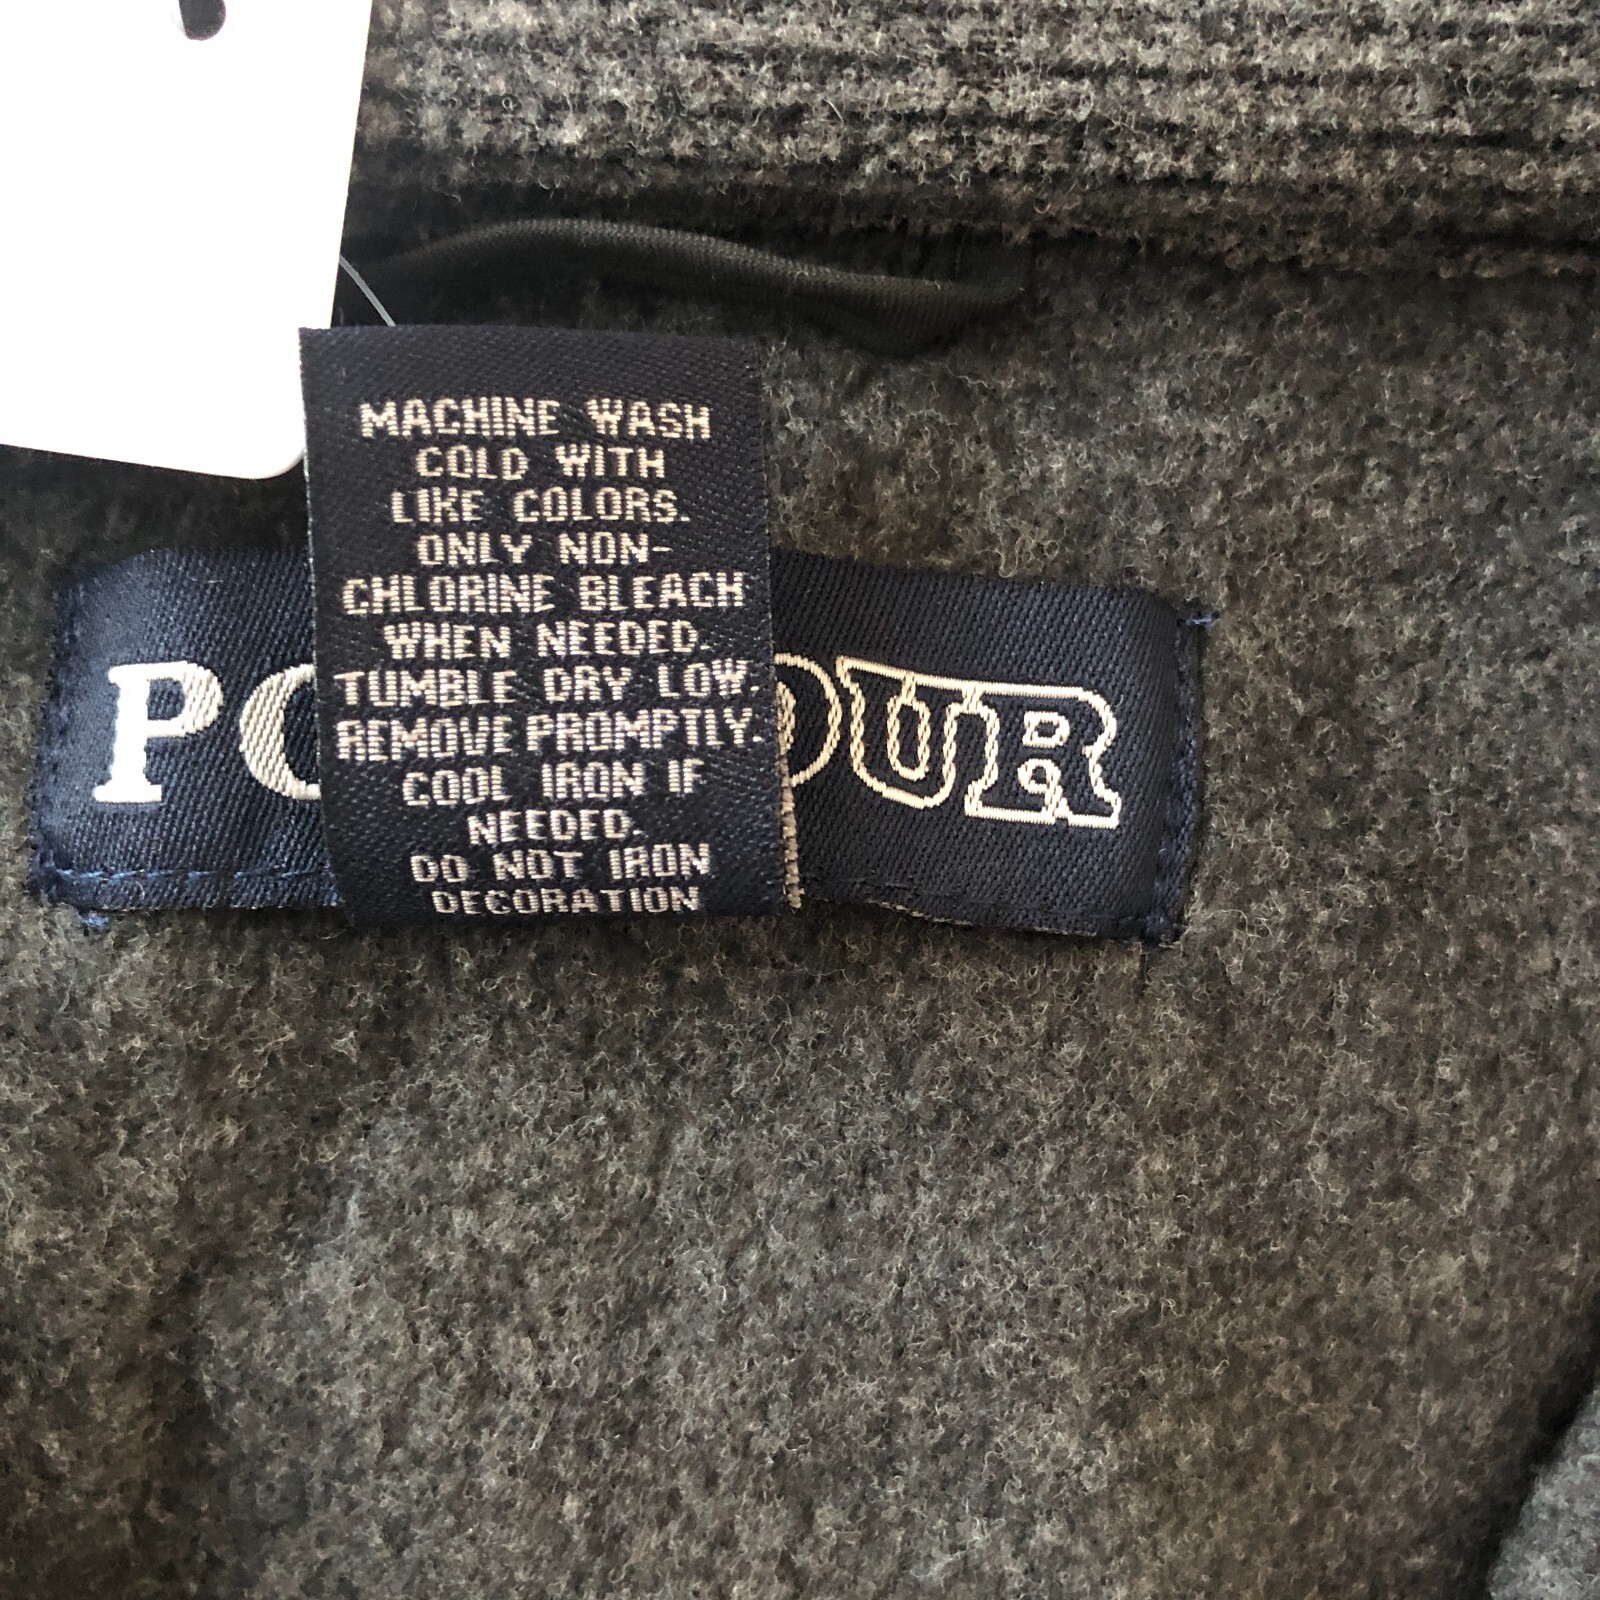 MACHINE WASH
COLD WITH
LIKE COLORS.
ONLY NON-
CHLORINE BLEACH
WHEN NEEDED.
TUMBLE DRY LOW.
REMOVE PROMPTLY.
COOL IRON IF
NEEDED.
DO NOT IRON
DECORATION